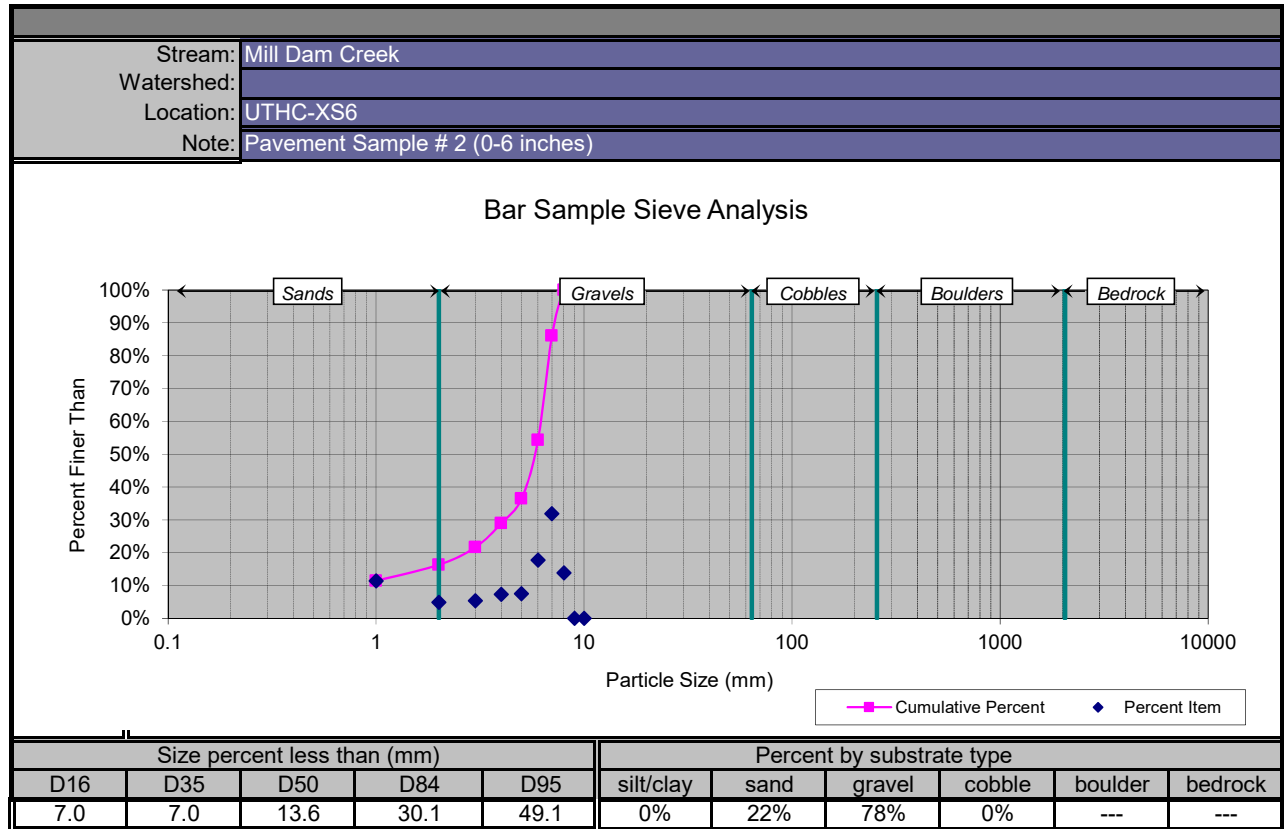 Stream: Mill Dam Creek
Watershed:
Location: UTHC-XS6
Note: Pavement Sample # 2 (0-6 inches)
Bar Sample Sieve Analysis
Sands Gravels Cobbles Boulders Bedrock
100%
90%
80%
70%
60%
50%
40%
30%
20%
10%
0%
Percent Finer Than
0.1 1 10 100 1000 10000
Particle Size (mm)
Cumulative Percent Percent Item
Size percent less than (mm) Percent by substrate type
D16 D35 D50 D84 D95 silt/clay sand gravel cobble boulder bedrock
7.0 7.0 13.6 30.1 49.1 0% 22% 78% 0% --- ---